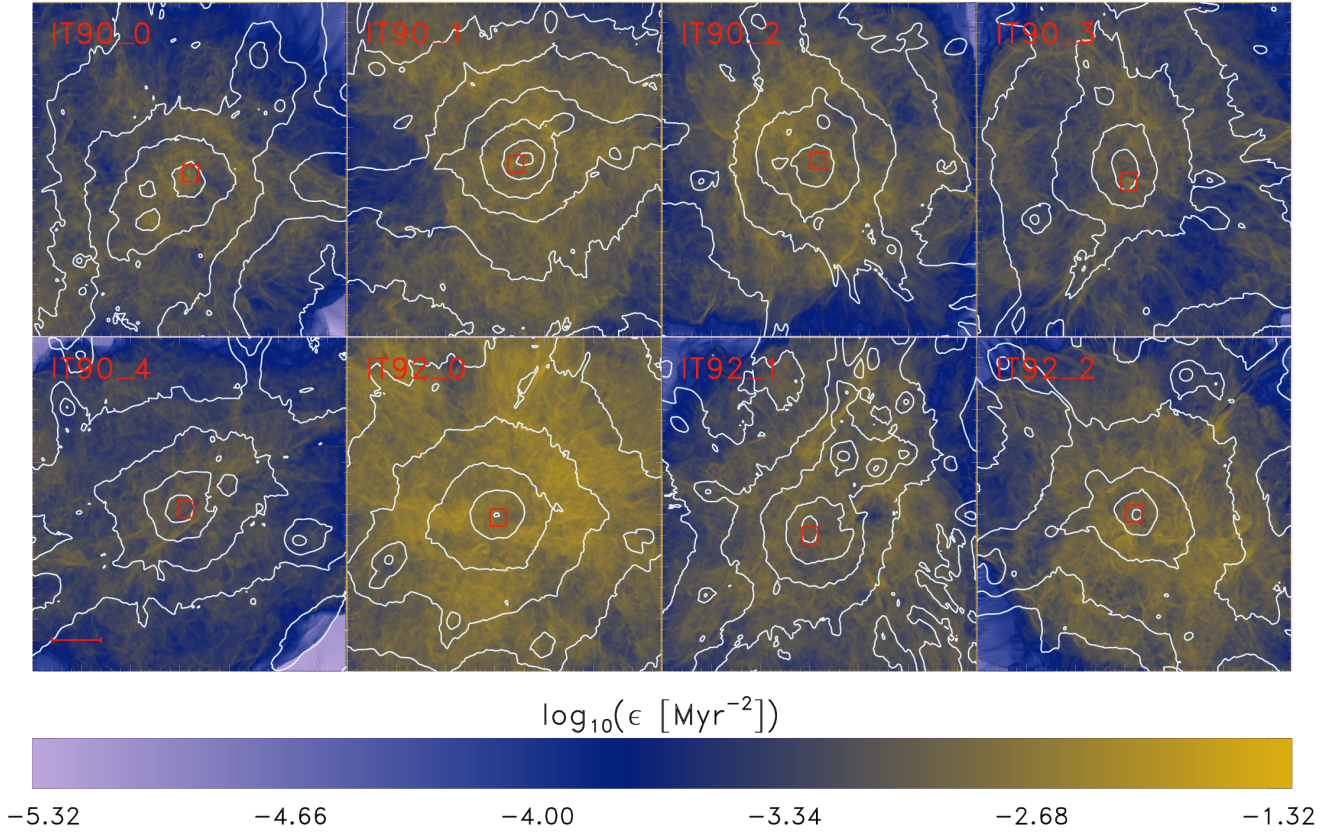 IT90_0 IT90_1 IT90_2 IT90_3
IT90_4 IT92_0 IT92_1 IT92_2
log₁₀(ϵ [Myr⁻²])
−5.32 −4.66 −4.00 −3.34 −2.68 −1.32